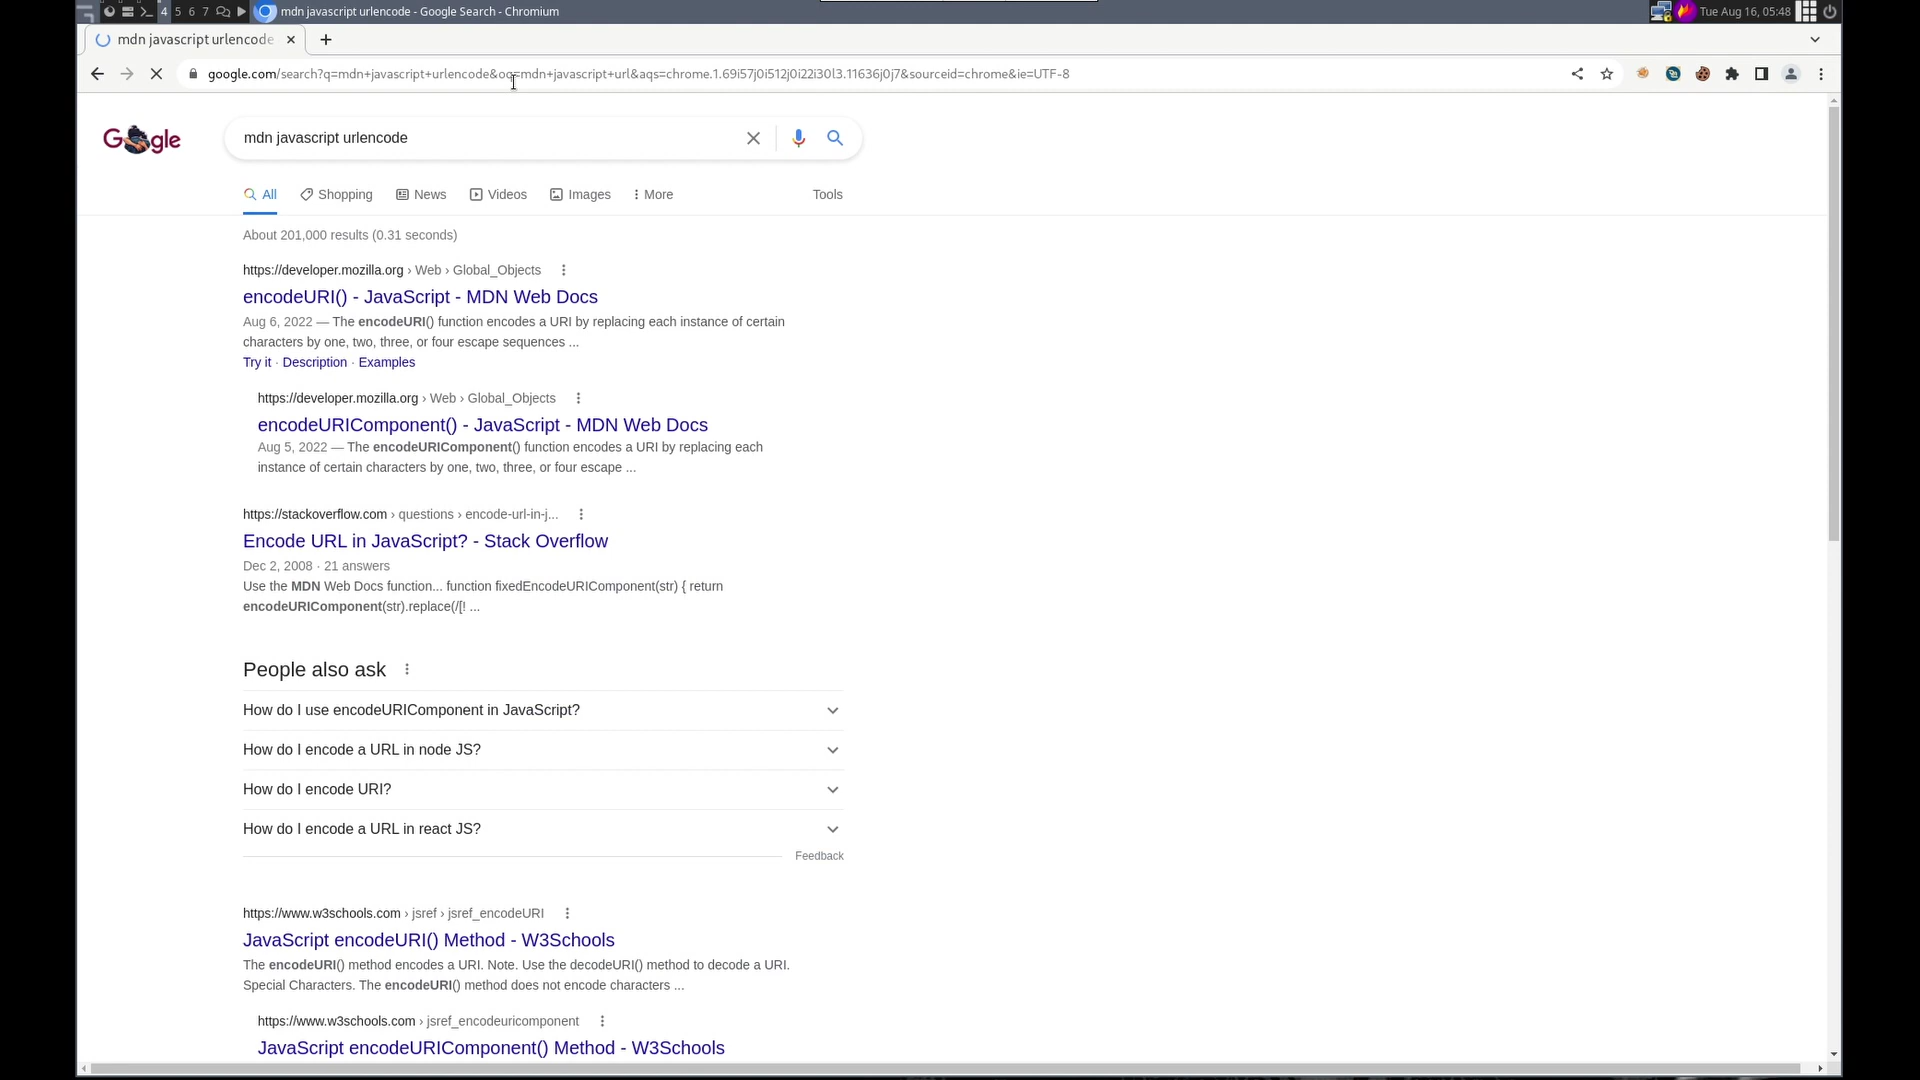 4 5 6 7 mdn javascript urlencode - Google Search - Chromium Tue Aug 16, 05:48
mdn javascript urlencode
google.com/search?q=mdn+javascript+urlencode&oq=mdn+javascript+url&aqs=chrome.1.69i57j0i512j0i22i30l3.11636j0j7&sourceid=chrome&ie=UTF-8
Google mdn javascript urlencode
All Shopping News Videos Images More Tools
About 201,000 results (0.31 seconds)
https://developer.mozilla.org › Web › Global_Objects
encodeURI() - JavaScript - MDN Web Docs
Aug 6, 2022 — The encodeURI() function encodes a URI by replacing each instance of certain
characters by one, two, three, or four escape sequences ...
Try it · Description · Examples
https://developer.mozilla.org › Web › Global_Objects
encodeURIComponent() - JavaScript - MDN Web Docs
Aug 5, 2022 — The encodeURIComponent() function encodes a URI by replacing each
instance of certain characters by one, two, three, or four escape ...
https://stackoverflow.com › questions › encode-url-in-j...
Encode URL in JavaScript? - Stack Overflow
Dec 2, 2008 · 21 answers
Use the MDN Web Docs function... function fixedEncodeURIComponent(str) { return
encodeURIComponent(str).replace(/[! ...
People also ask
How do I use encodeURIComponent in JavaScript?
How do I encode a URL in node JS?
How do I encode URI?
How do I encode a URL in react JS?
Feedback
https://www.w3schools.com › jsref › jsref_encodeURI
JavaScript encodeURI() Method - W3Schools
The encodeURI() method encodes a URI. Note. Use the decodeURI() method to decode a URI.
Special Characters. The encodeURI() method does not encode characters ...
https://www.w3schools.com › jsref_encodeuricomponent
JavaScript encodeURIComponent() Method - W3Schools